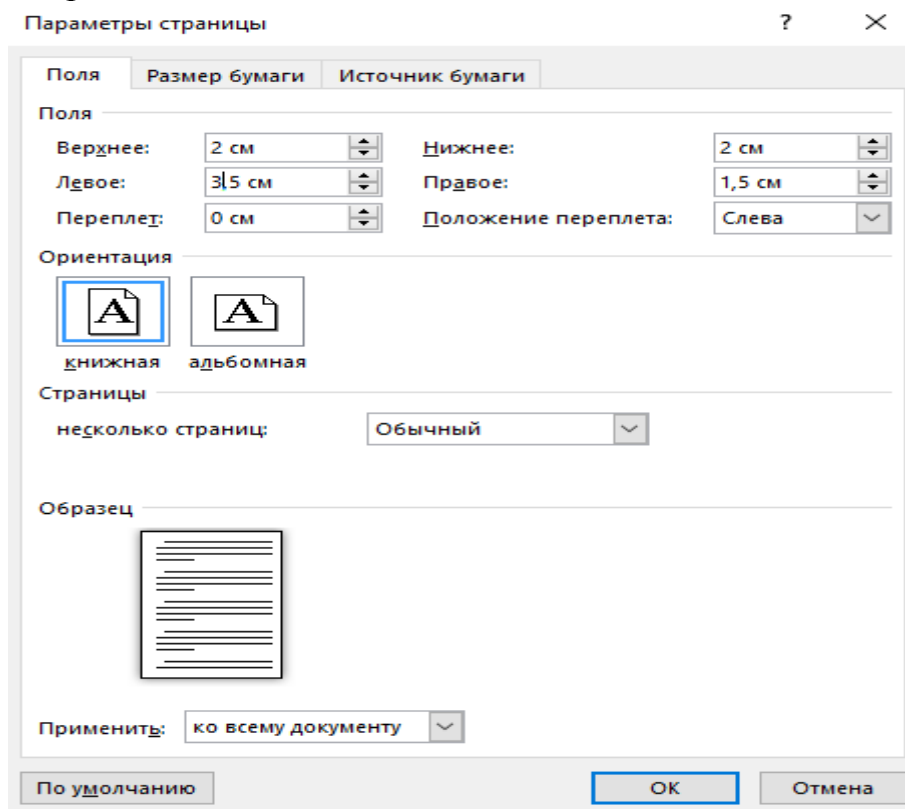 Параметры страницы ? ×
Поля Размер бумаги Источник бумаги
Поля
Верхнее: 2 см Нижнее: 2 см
Левое: 3,5 см Правое: 1,5 см
Переплет: 0 см Положение переплета: Слева
Ориентация
A A
книжная альбомная
Страницы
несколько страниц: Обычный
Образец
Применить: ко всему документу
По умолчанию ОК Отмена